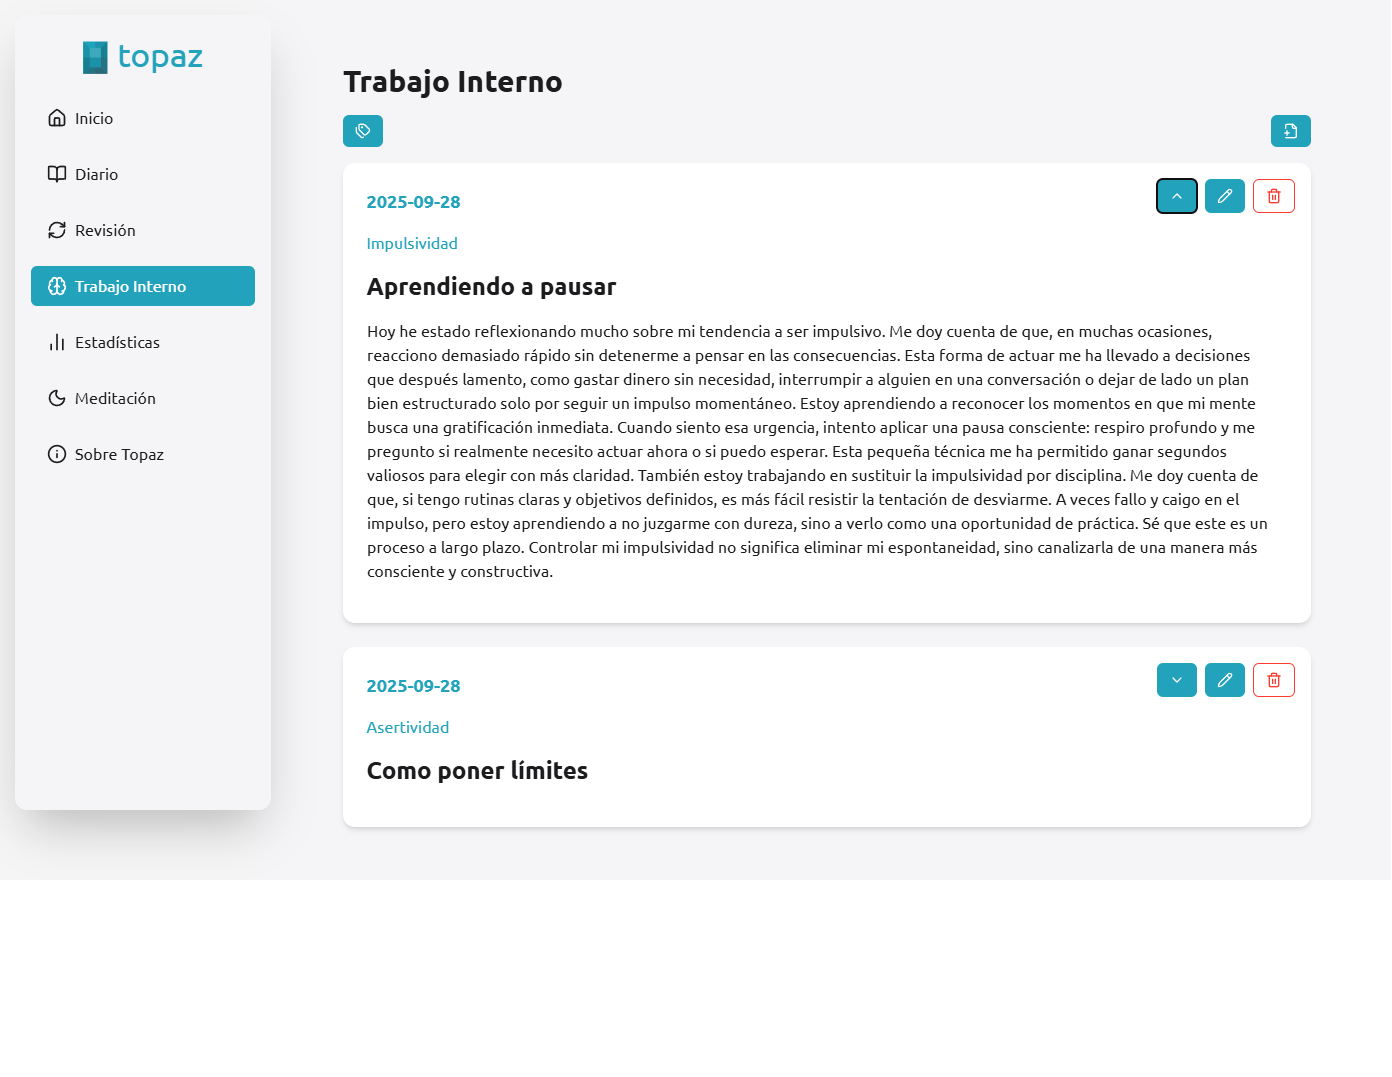 topaz
Inicio
Diario
Revisión
Trabajo Interno
Estadísticas
Meditación
Sobre Topaz
Trabajo Interno
2025-09-28
Impulsividad
Aprendiendo a pausar
Hoy he estado reflexionando mucho sobre mi tendencia a ser impulsivo. Me doy cuenta de que, en muchas ocasiones,
reacciono demasiado rápido sin detenerme a pensar en las consecuencias. Esta forma de actuar me ha llevado a decisiones
que después lamento, como gastar dinero sin necesidad, interrumpir a alguien en una conversación o dejar de lado un plan
bien estructurado solo por seguir un impulso momentáneo. Estoy aprendiendo a reconocer los momentos en que mi mente
busca una gratificación inmediata. Cuando siento esa urgencia, intento aplicar una pausa consciente: respiro profundo y me
pregunto si realmente necesito actuar ahora o si puedo esperar. Esta pequeña técnica me ha permitido ganar segundos
valiosos para elegir con más claridad. También estoy trabajando en sustituir la impulsividad por disciplina. Me doy cuenta de
que, si tengo rutinas claras y objetivos definidos, es más fácil resistir la tentación de desviarme. A veces fallo y caigo en el
impulso, pero estoy aprendiendo a no juzgarme con dureza, sino a verlo como una oportunidad de práctica. Sé que este es un
proceso a largo plazo. Controlar mi impulsividad no significa eliminar mi espontaneidad, sino canalizarla de una manera más
consciente y constructiva.
2025-09-28
Asertividad
Como poner límites